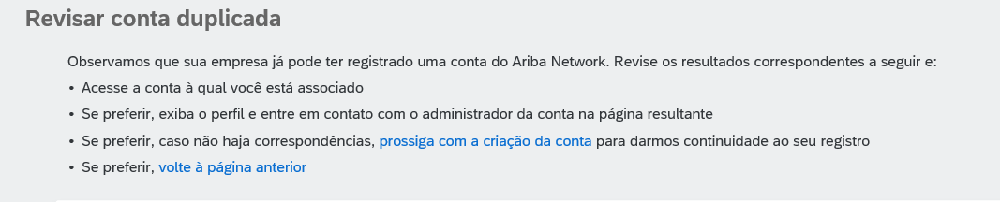 Revisar conta duplicada
Observamos que sua empresa já pode ter registrado uma conta do Ariba Network. Revise os resultados correspondentes a seguir e:
• Acesse a conta à qual você está associado
• Se preferir, exiba o perfil e entre em contato com o administrador da conta na página resultante
• Se preferir, caso não haja correspondências, prossiga com a criação da conta para darmos continuidade ao seu registro
• Se preferir, volte à página anterior